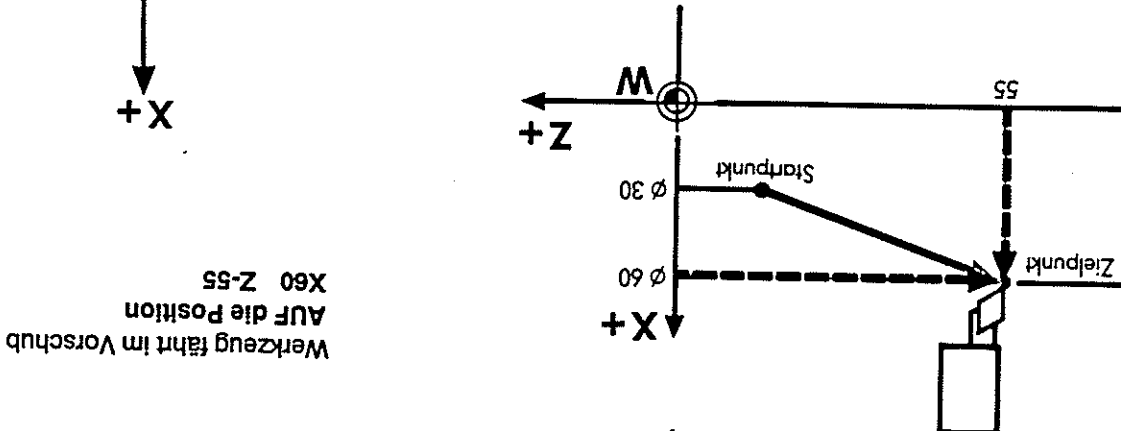 Werkzeug fährt im Vorschub
AUF die Position
X60 Z-55
X+
Ø 60
Zielpunkt
Ø 30
Startpunkt
Z+
W
55
X+